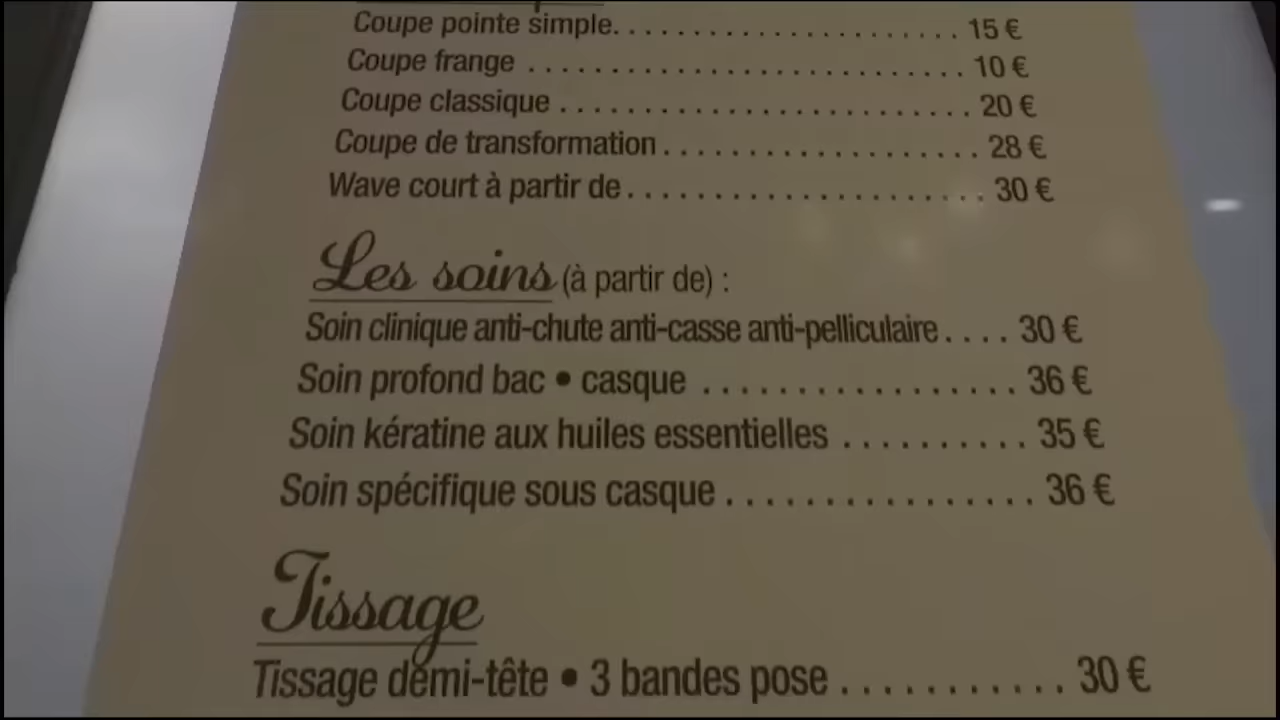 Coupe pointe simple. . . . . . . . . . . . . . . . . . . . . . 15 €
Coupe frange . . . . . . . . . . . . . . . . . . . . . . . . . . . 10 €
Coupe classique . . . . . . . . . . . . . . . . . . . . . . . . 20 €
Coupe de transformation . . . . . . . . . . . . . . . . . . 28 €
Wave court à partir de . . . . . . . . . . . . . . . . . . . . 30 €
Les soins (à partir de) :
Soin clinique anti-chute anti-casse anti-pelliculaire . . . . 30 €
Soin profond bac • casque . . . . . . . . . . . . . . . . 36 €
Soin kératine aux huiles essentielles . . . . . . . . . . 35 €
Soin spécifique sous casque . . . . . . . . . . . . . . . 36 €
Tissage
Tissage demi-tête • 3 bandes pose . . . . . . . . . . . 30 €